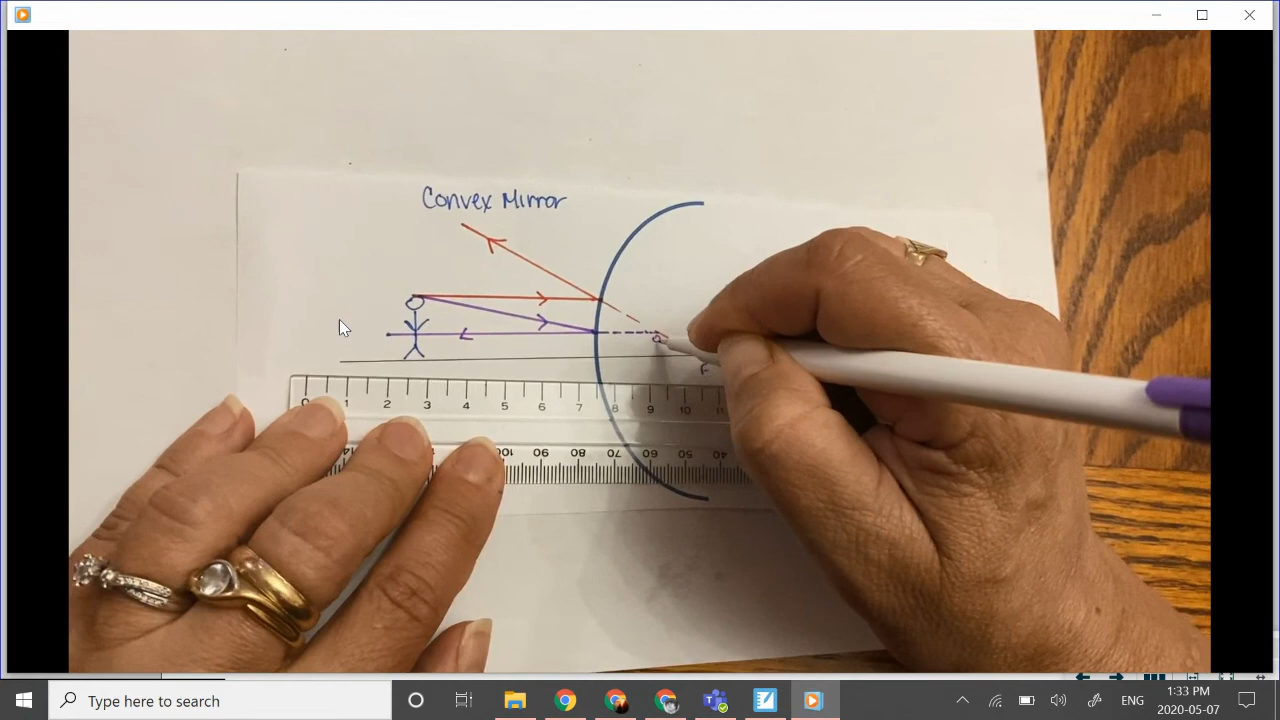 Convex Mirror
F
0 1 2 3 4 5 6 7 8 9 10 11
100 90 80 70 60 50 40
Type here to search
ENG
1:33 PM
2020-05-07